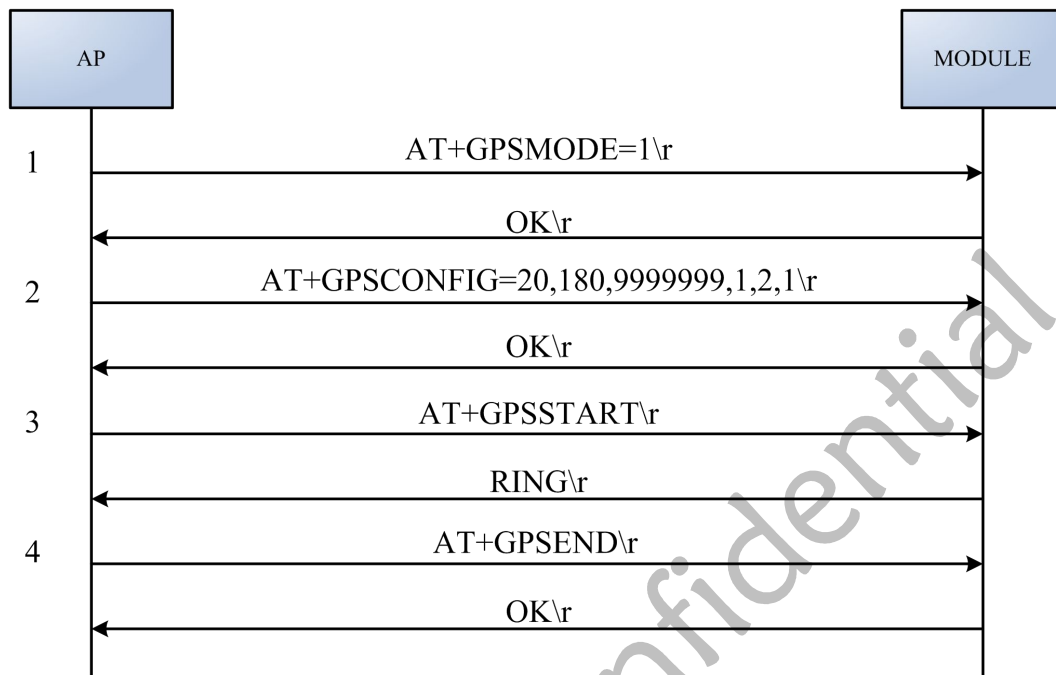 AP
MODULE
1
AT+GPSMODE=1\r
OK\r
2
AT+GPSCONFIG=20,180,9999999,1,2,1\r
OK\r
3
AT+GPSSTART\r
RING\r
4
AT+GPSEND\r
OK\r
nfidential